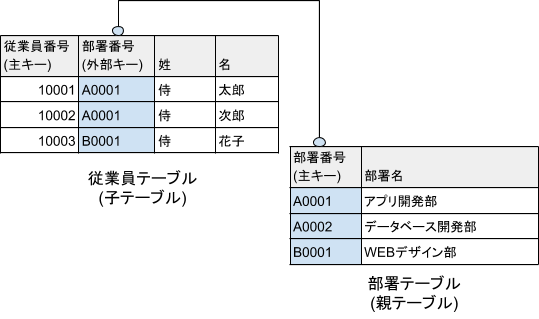 従業員番号 部署番号
(主キー) (外部キー) 姓 名
10001 A0001 侍 太郎
10002 A0001 侍 次郎
10003 B0001 侍 花子
従業員テーブル
(子テーブル)
部署番号
(主キー) 部署名
A0001 アプリ開発部
A0002 データベース開発部
B0001 WEBデザイン部
部署テーブル
(親テーブル)